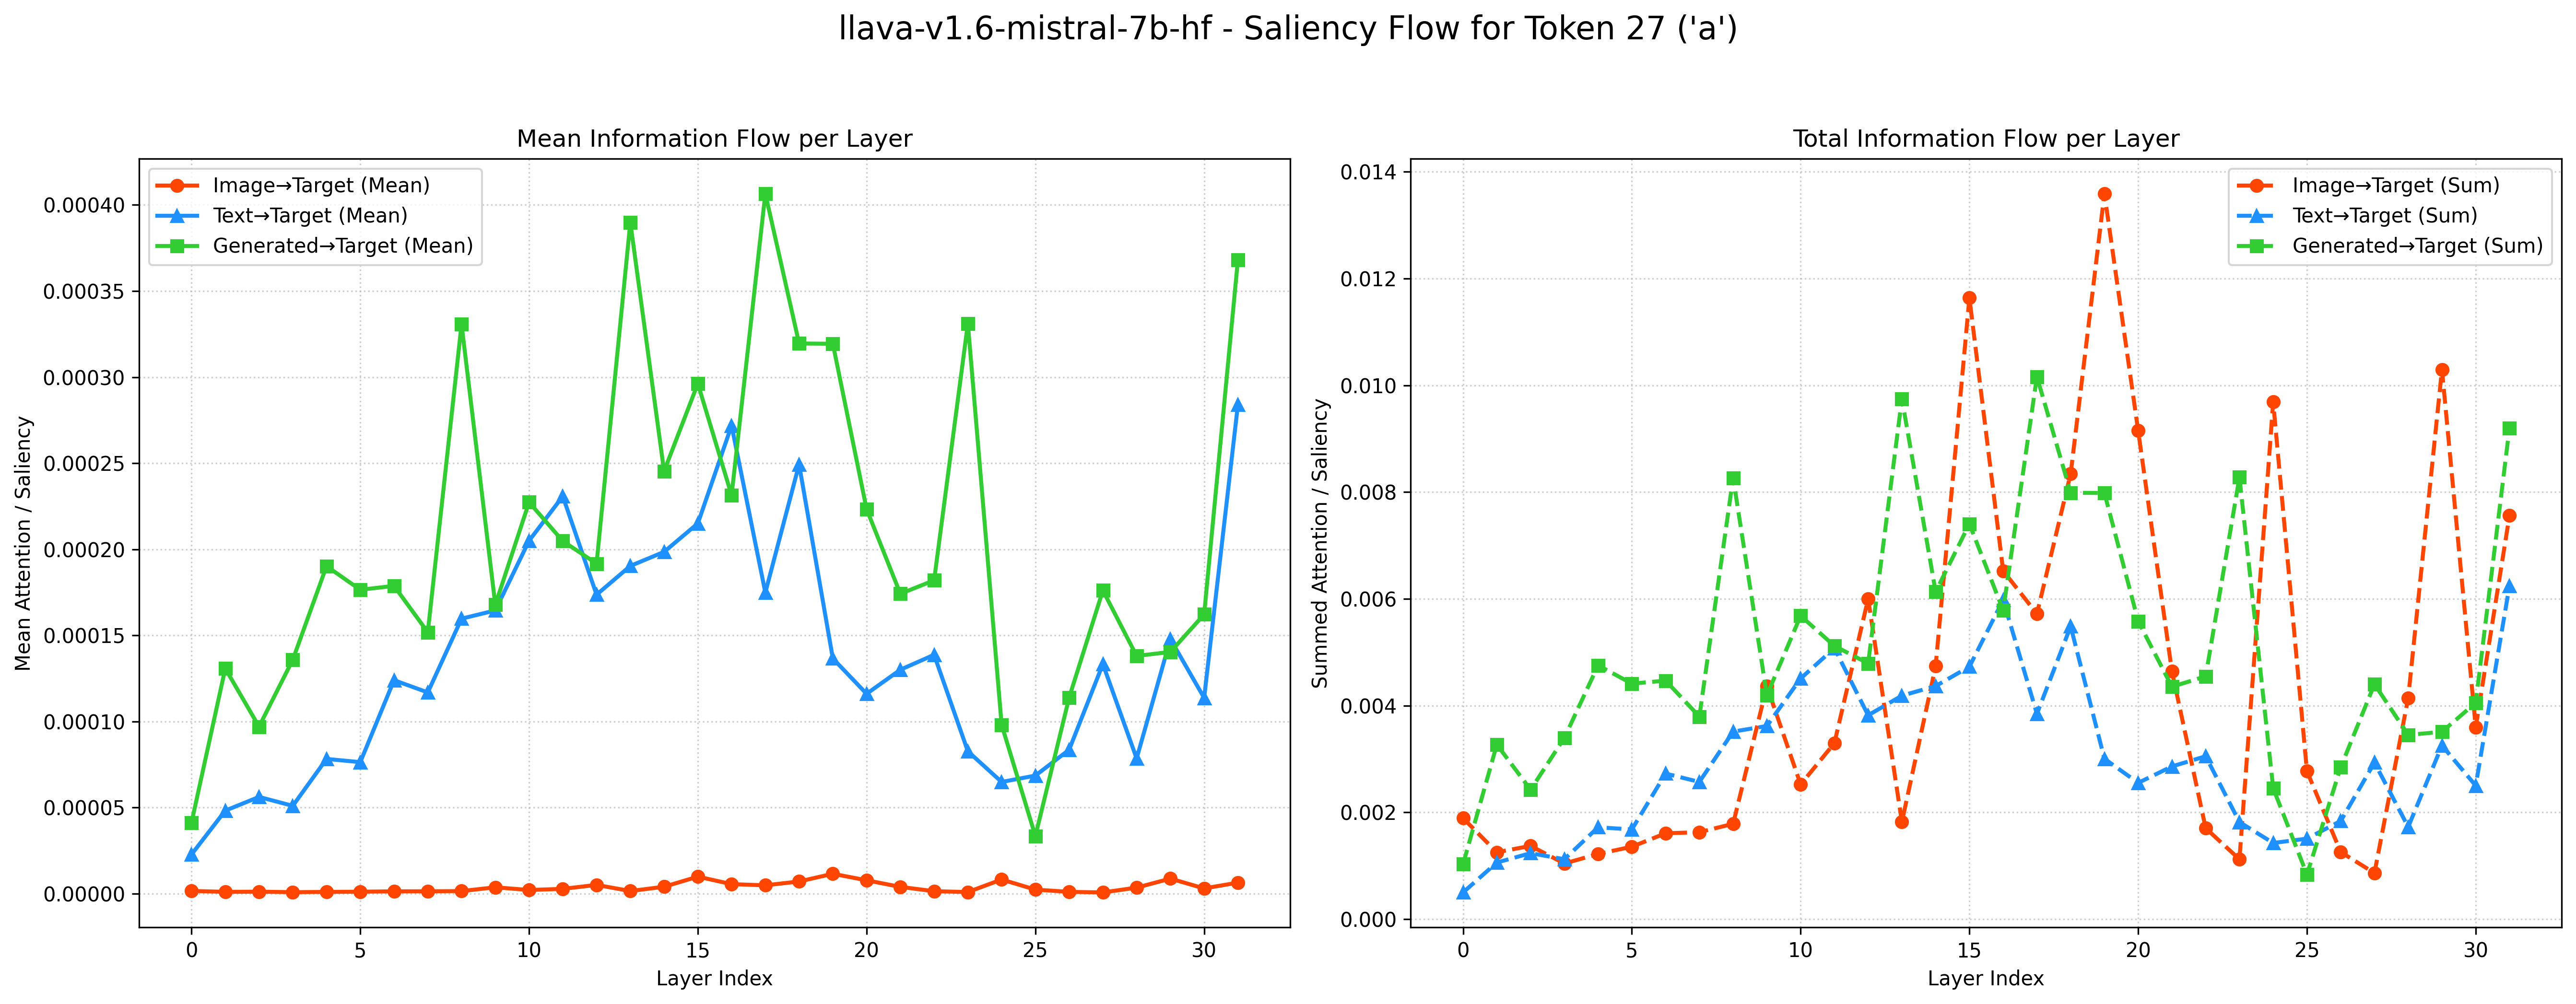 llava-v1.6-mistral-7b-hf - Saliency Flow for Token 27 ('a')
Mean Information Flow per Layer
Image→Target (Mean)
Text→Target (Mean)
Generated→Target (Mean)
Mean Attention / Saliency
0.00040
0.00035
0.00030
0.00025
0.00020
0.00015
0.00010
0.00005
0.00000
0 5 10 15 20 25 30
Layer Index
Total Information Flow per Layer
Image→Target (Sum)
Text→Target (Sum)
Generated→Target (Sum)
Summed Attention / Saliency
0.014
0.012
0.010
0.008
0.006
0.004
0.002
0.000
0 5 10 15 20 25 30
Layer Index